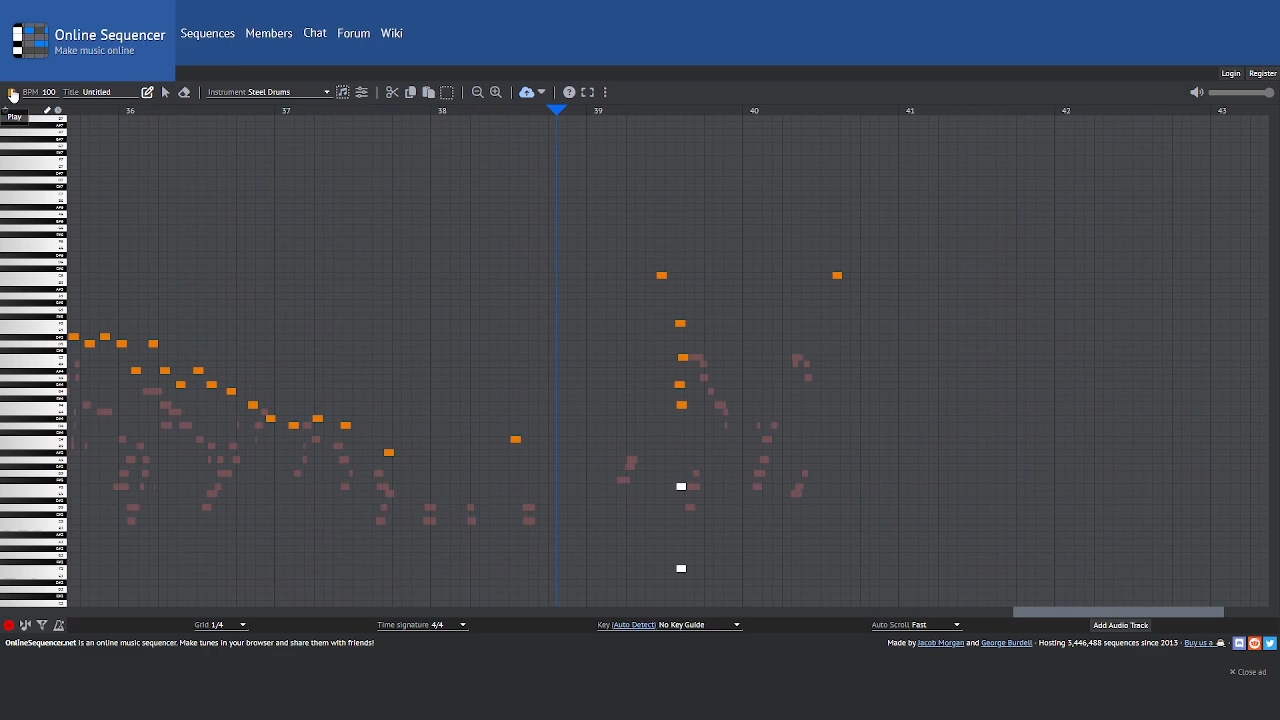 Online Sequencer
Make music online
Sequences Members Chat Forum Wiki
Login Register
BPM 100 Title Untitled Instrument Steel Drums
Play
36 37 38 39 40 41 42 43
Grid 1/4 Time signature 4/4 Key (Auto Detect) No Key Guide Auto Scroll Fast Add Audio Track
OnlineSequencer.net is an online music sequencer. Make tunes in your browser and share them with friends! Made by Jacob Morgan and George Burdell · Hosting 3,446,488 sequences since 2013 · Buy us a
Close ad